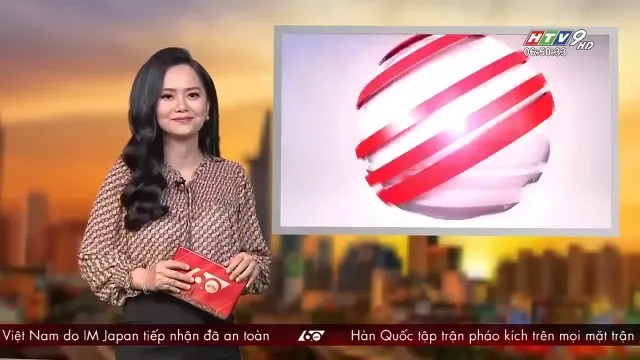 HTV9 HD
06:50:33
Việt Nam do IM Japan tiếp nhận đã an toàn
60
Hàn Quốc tập trận pháo kích trên mọi mặt trận